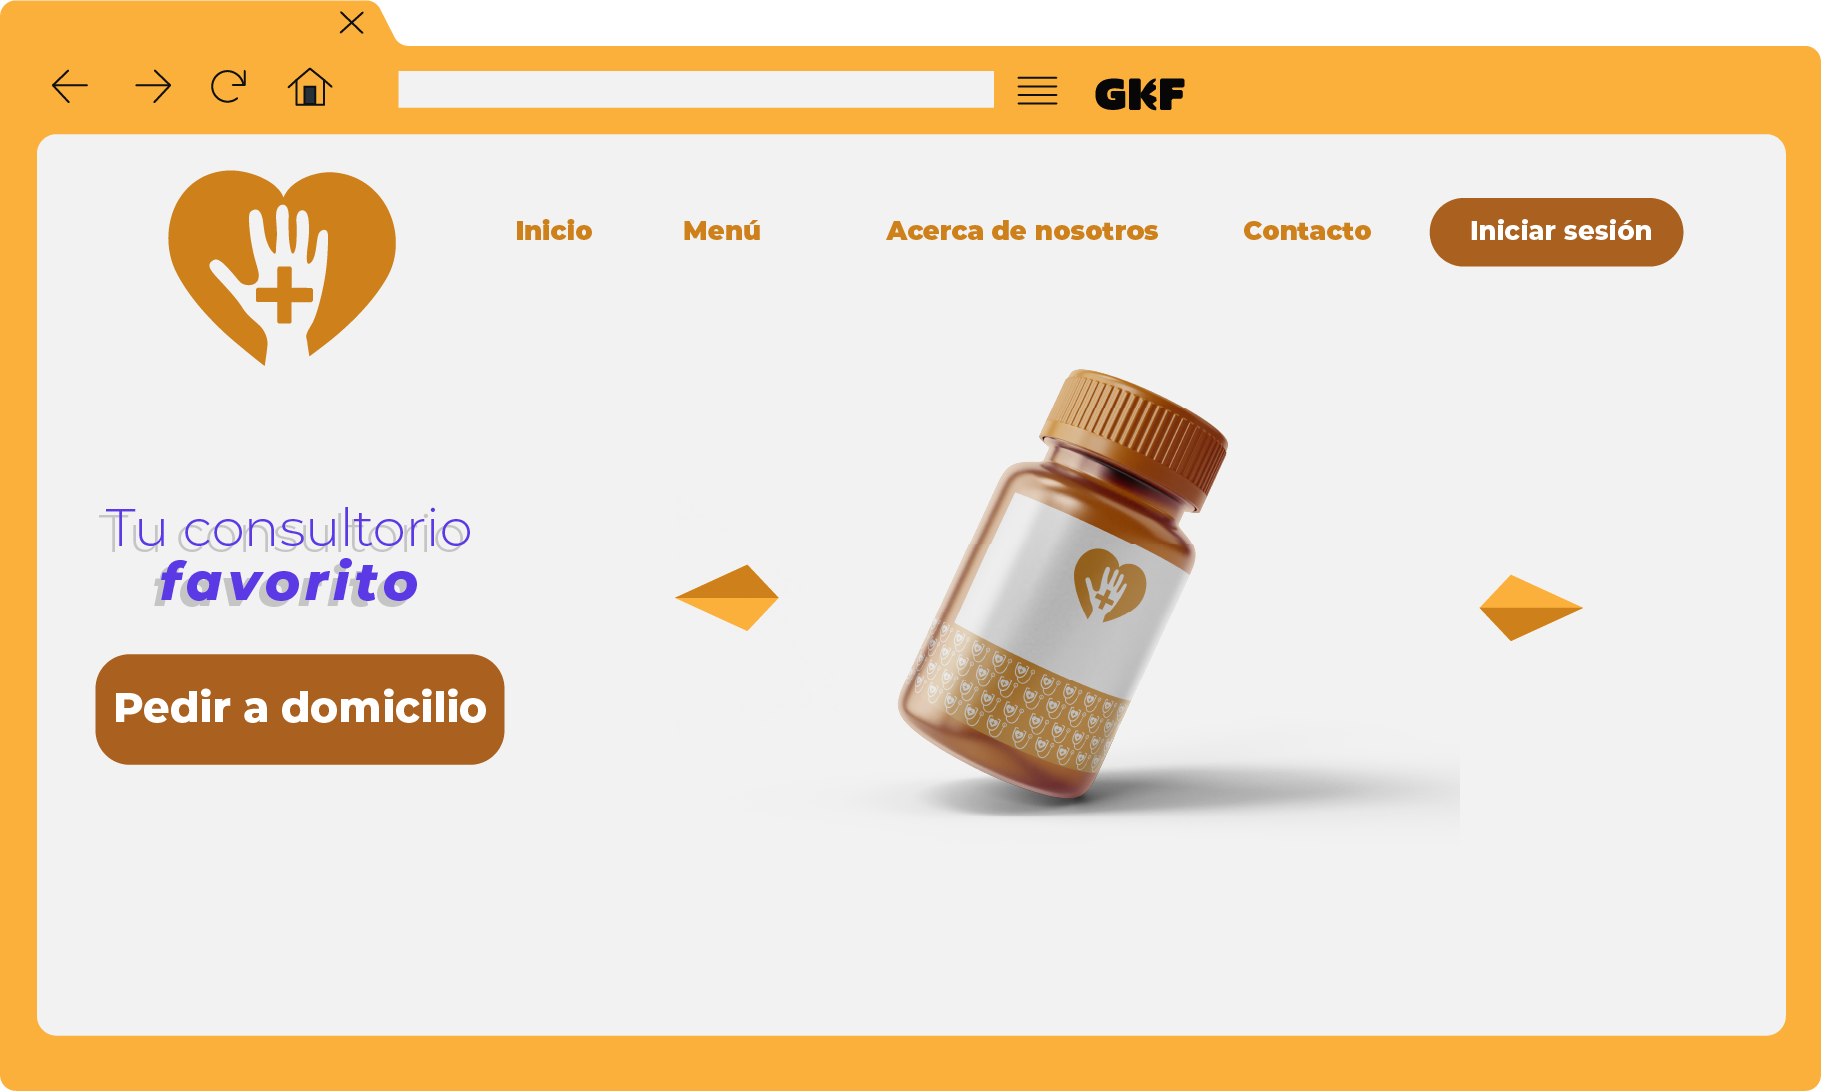 GKF
Inicio
Menú
Acerca de nosotros
Contacto
Iniciar sesión
Tu consultorio
favorito
Pedir a domicilio